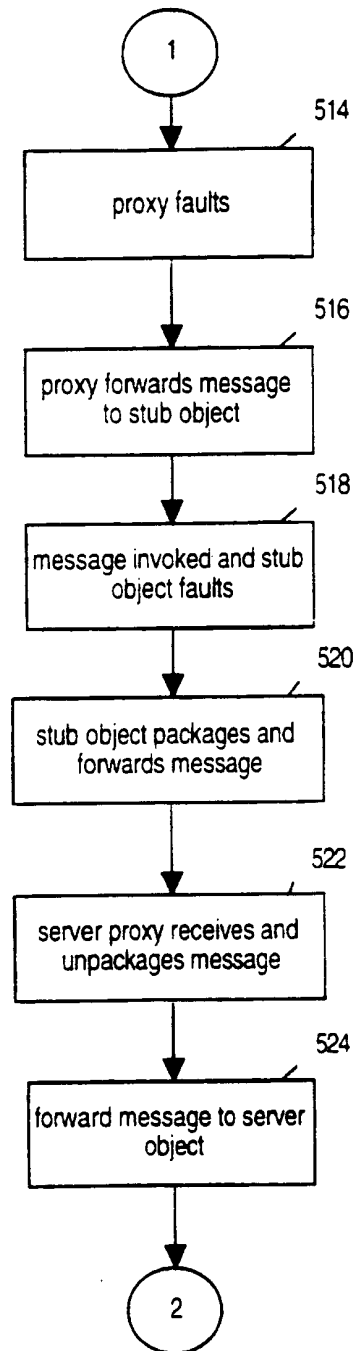 1
514
proxy faults
516
proxy forwards message
to stub object
518
message invoked and stub
object faults
520
stub object packages and
forwards message
522
server proxy receives and
unpackages message
524
forward message to server
object
2